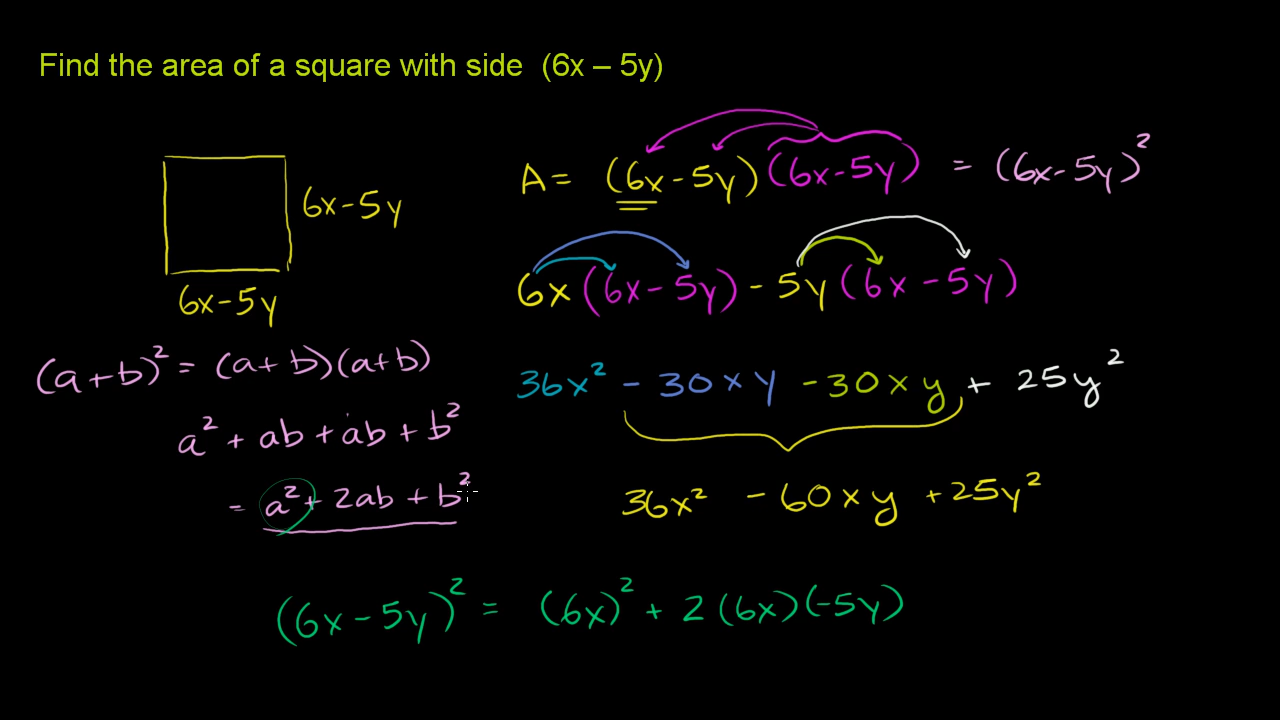 Find the area of a square with side (6x – 5y)
A = (6x-5y)(6x-5y) = (6x-5y)²
6x-5y
6x(6x-5y) - 5y(6x-5y)
6x-5y
(a+b)² = (a+b)(a+b)
36x² - 30xy - 30xy + 25y²
a² + ab + ab + b²
= a² + 2ab + b²
36x² - 60xy + 25y²
(6x-5y)² = (6x)² + 2(6x)(-5y)